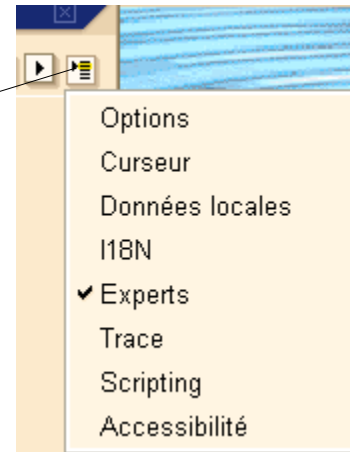 Options
Curseur
Données locales
I18N
Experts
Trace
Scripting
Accessibilité